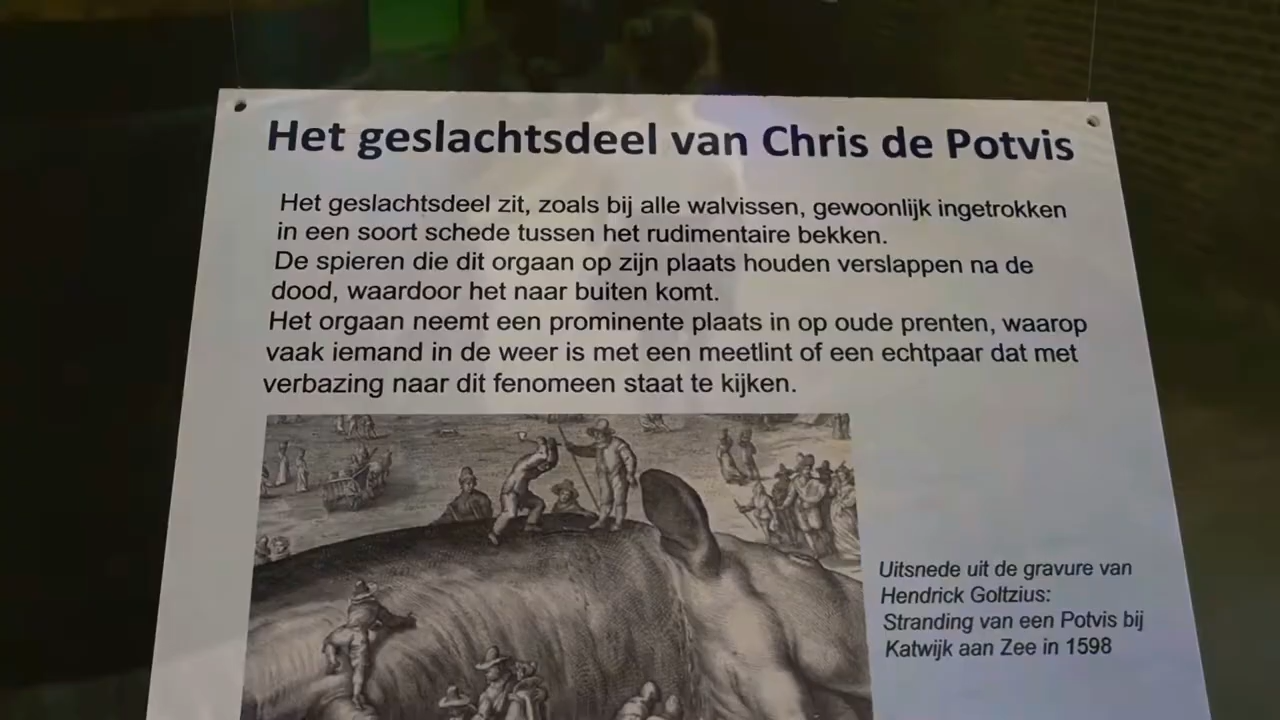 Het geslachtsdeel van Chris de Potvis
Het geslachtsdeel zit, zoals bij alle walvissen, gewoonlijk ingetrokken
in een soort schede tussen het rudimentaire bekken.
De spieren die dit orgaan op zijn plaats houden verslappen na de
dood, waardoor het naar buiten komt.
Het orgaan neemt een prominente plaats in op oude prenten, waarop
vaak iemand in de weer is met een meetlint of een echtpaar dat met
verbazing naar dit fenomeen staat te kijken.
Uitsnede uit de gravure van
Hendrick Goltzius:
Stranding van een Potvis bij
Katwijk aan Zee in 1598